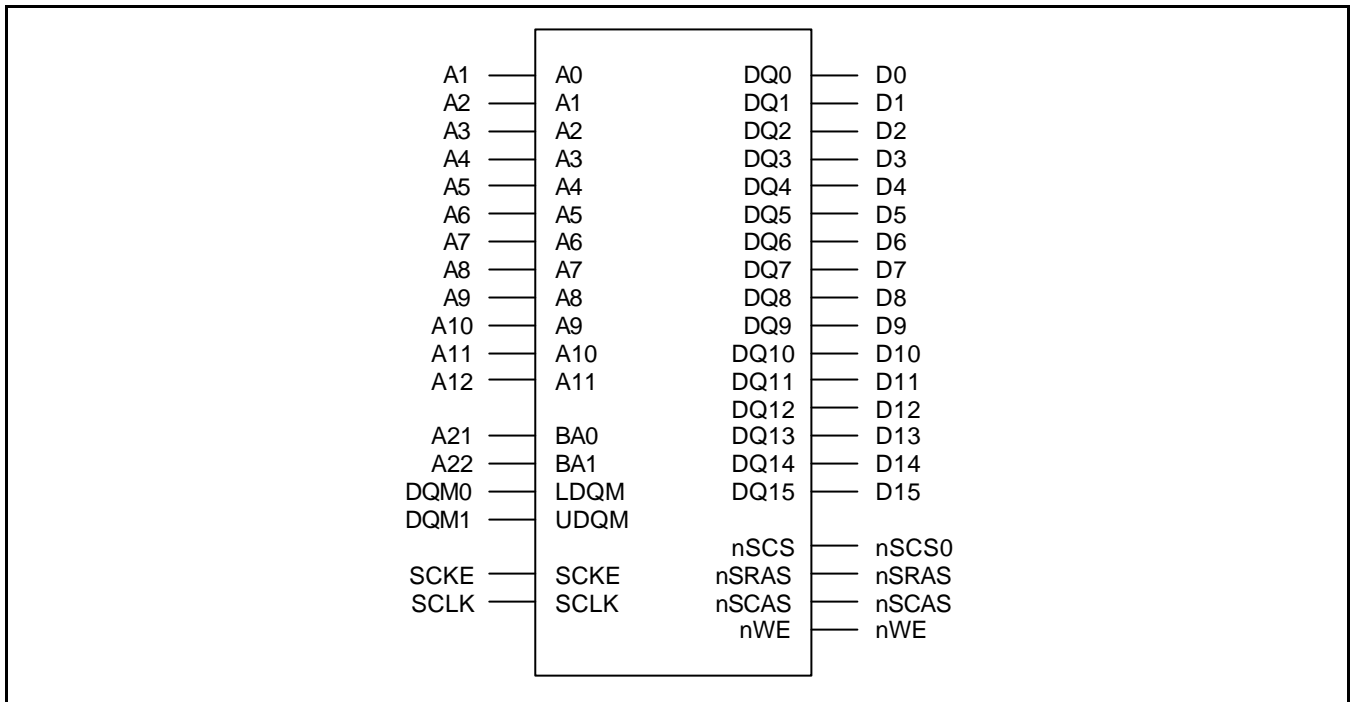 A1 A0 DQ0 D0
A2 A1 DQ1 D1
A3 A2 DQ2 D2
A4 A3 DQ3 D3
A5 A4 DQ4 D4
A6 A5 DQ5 D5
A7 A6 DQ6 D6
A8 A7 DQ7 D7
A9 A8 DQ8 D8
A10 A9 DQ9 D9
A11 A10 DQ10 D10
A12 A11 DQ11 D11
DQ12 D12
A21 BA0 DQ13 D13
A22 BA1 DQ14 D14
DQM0 LDQM DQ15 D15
DQM1 UDQM
nSCS nSCS0
SCKE SCKE nSRAS nSRAS
SCLK SCLK nSCAS nSCAS
nWE nWE